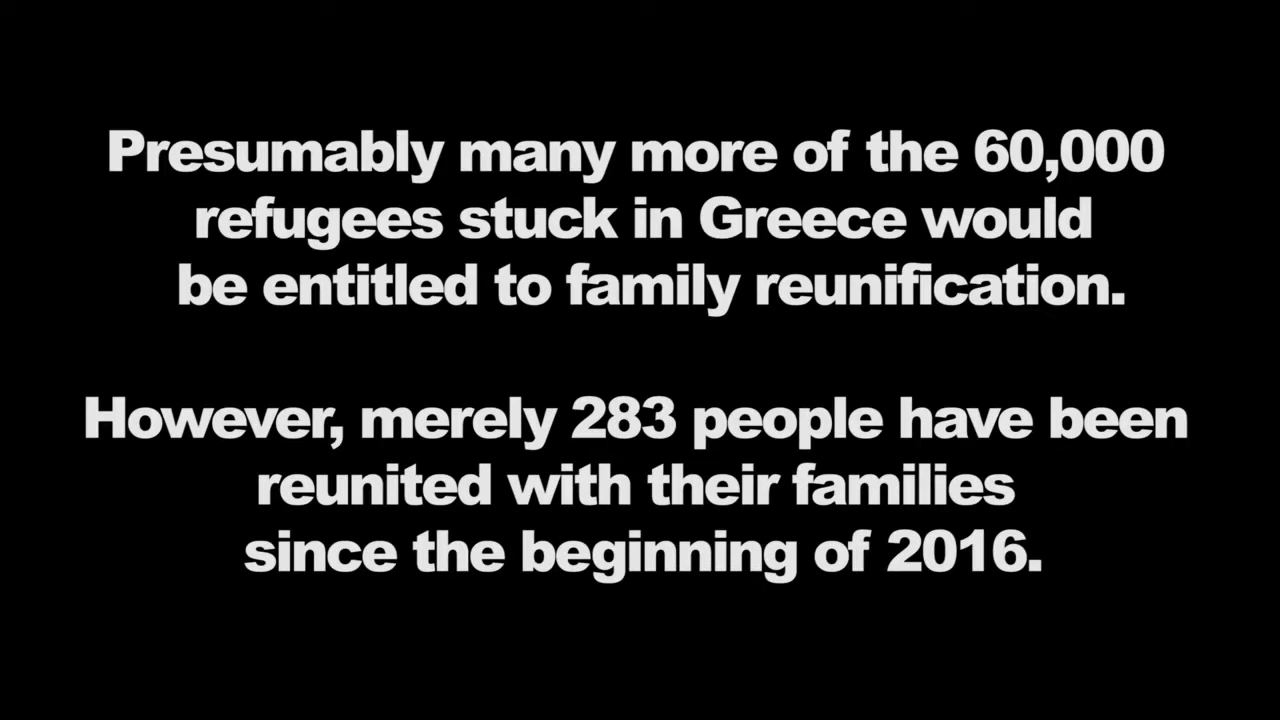 Presumably many more of the 60,000
refugees stuck in Greece would
be entitled to family reunification.
However, merely 283 people have been
reunited with their families
since the beginning of 2016.